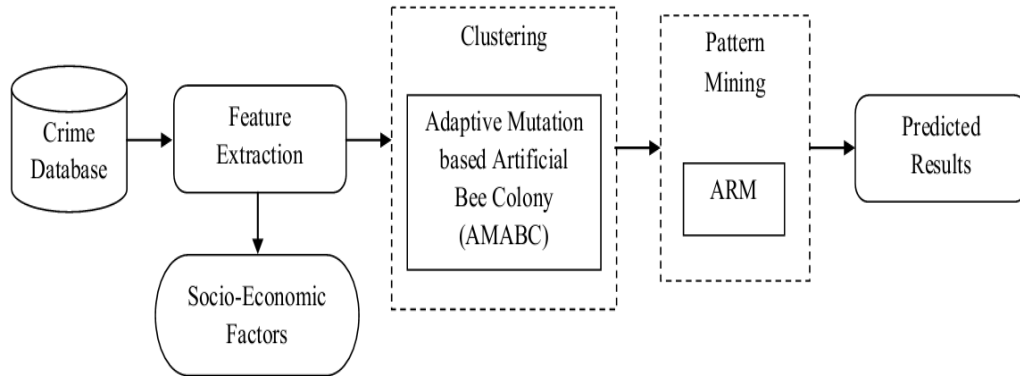 Crime
Database
Feature
Extraction
Socio-Economic
Factors
Clustering
Adaptive Mutation
based Artificial
Bee Colony
(AMABC)
Pattern
Mining
ARM
Predicted
Results